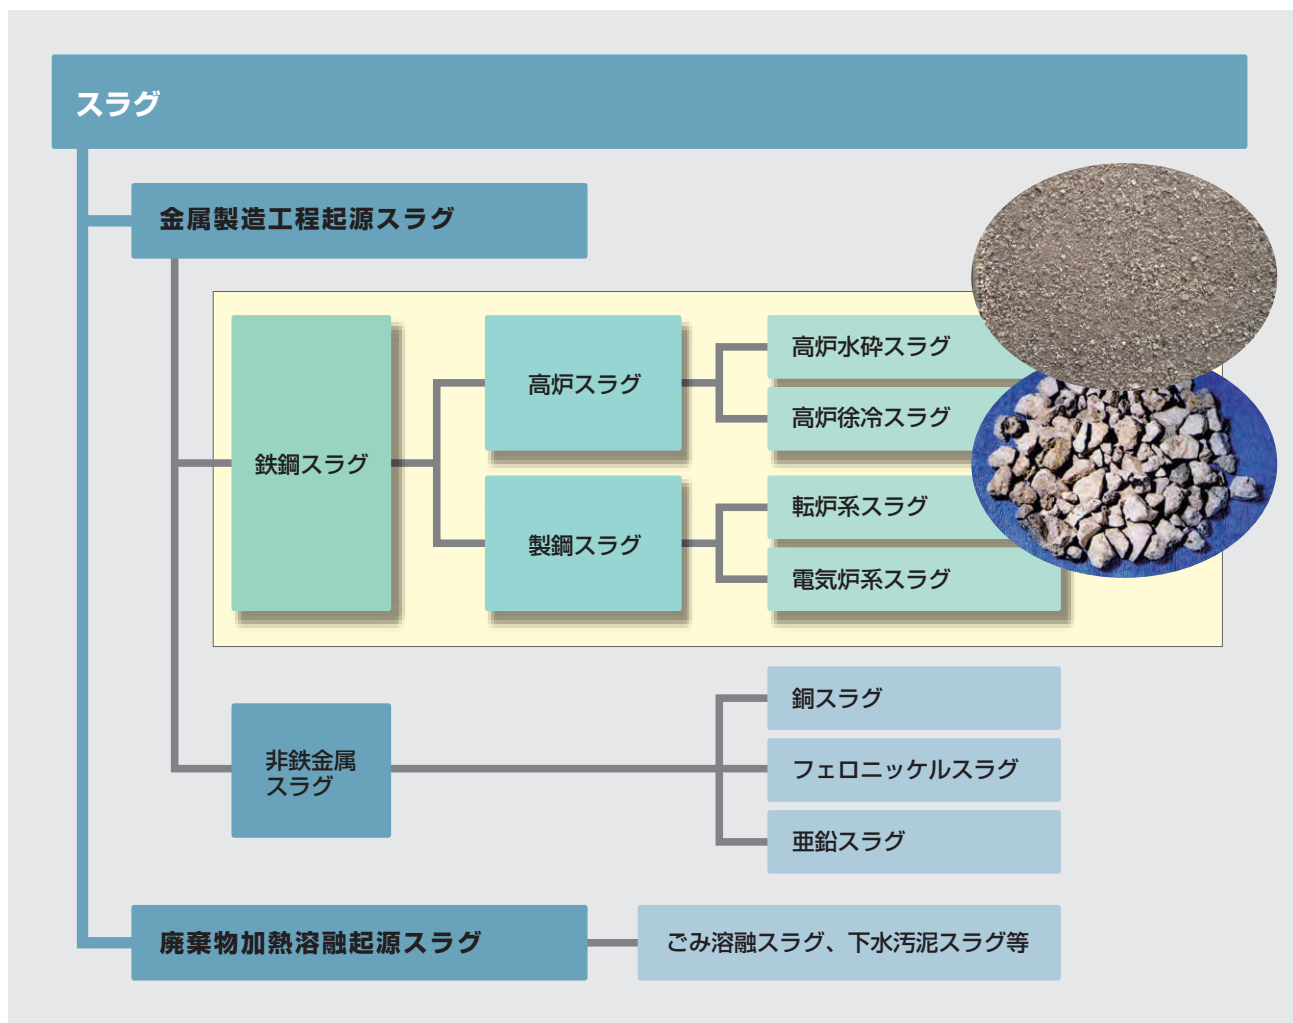 スラグ
金属製造工程起源スラグ
鉄鋼スラグ
高炉スラグ
高炉水砕スラグ
高炉徐冷スラグ
製鋼スラグ
転炉系スラグ
電気炉系スラグ
非鉄金属
スラグ
銅スラグ
フェロニッケルスラグ
亜鉛スラグ
廃棄物加熱溶融起源スラグ
ごみ溶融スラグ、下水汚泥スラグ等